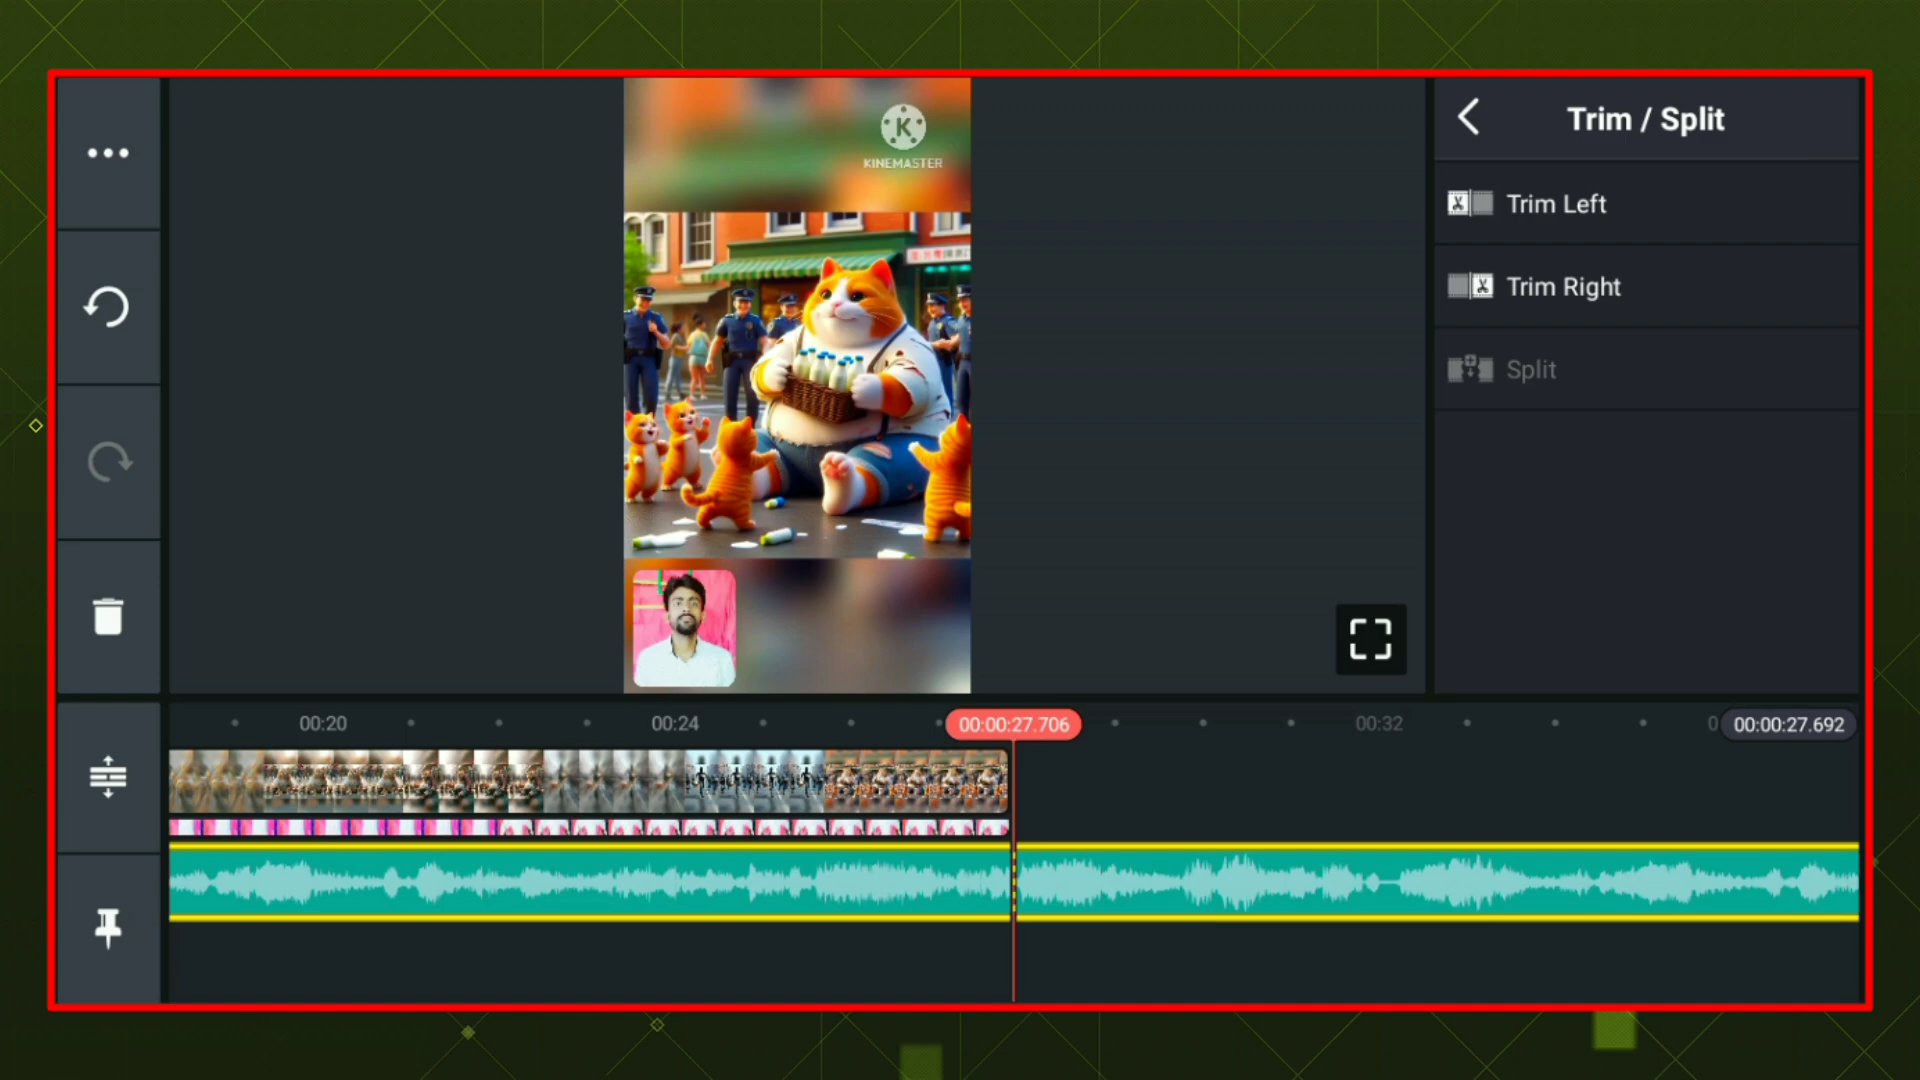 K
KINEMASTER
Trim / Split
Trim Left
Trim Right
Split
00:20
00:24
00:00:27.706
00:32
00:00:27.692